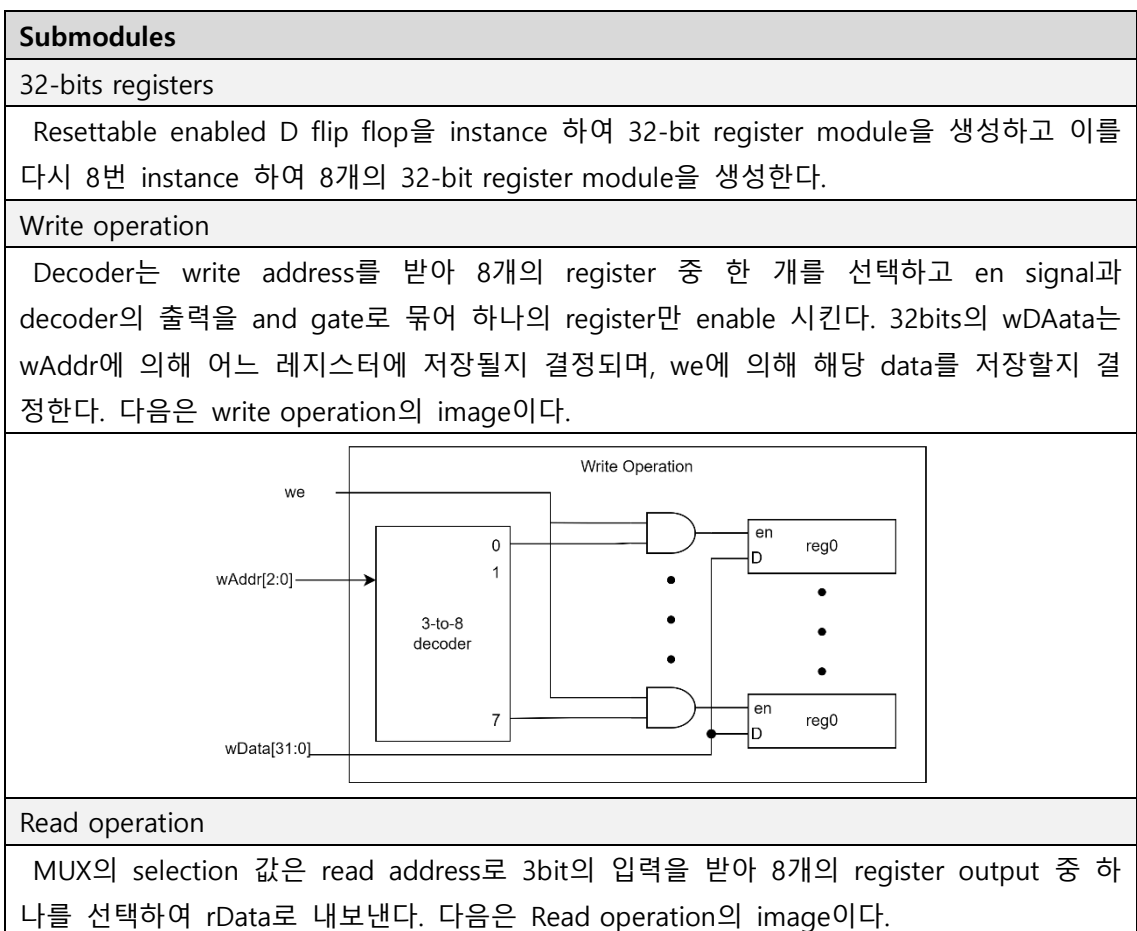 Submodules
32-bits registers
Resettable enabled D flip flop을 instance 하여 32-bit register module을 생성하고 이를
다시 8번 instance 하여 8개의 32-bit register module을 생성한다.
Write operation
Decoder는 write address를 받아 8개의 register 중 한 개를 선택하고 en signal과
decoder의 출력을 and gate로 묶어 하나의 register만 enable 시킨다. 32bits의 wDAata는
wAddr에 의해 어느 레지스터에 저장될지 결정되며, we에 의해 해당 data를 저장할지 결
정한다. 다음은 write operation의 image이다.
Write Operation
we
0
1
wAddr[2:0]
3-to-8
decoder
7
wData[31:0]
en
D
reg0
en
D
reg0
Read operation
MUX의 selection 값은 read address로 3bit의 입력을 받아 8개의 register output 중 하
나를 선택하여 rData로 내보낸다. 다음은 Read operation의 image이다.